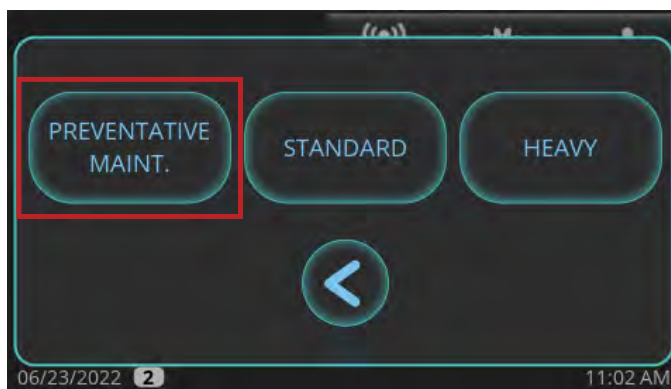 PREVENTATIVE
MAINT.
STANDARD
HEAVY
06/23/2022 2
11:02 AM